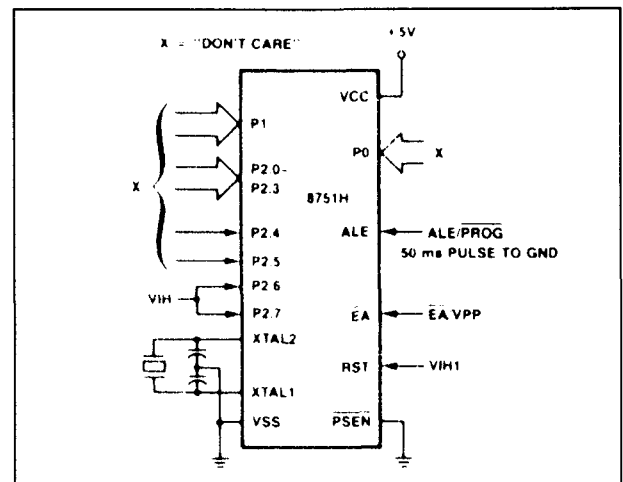 X = "DON'T CARE"
+5V
VCC
P1
P0
X
P2.0-
P2.3
X
8751H
P2.4
ALE
ALE/PROG
50 ms PULSE TO GND
P2.5
P2.6
VIH
P2.7
EA
EA/VPP
XTAL2
RST
VIH1
XTAL1
VSS
PSEN